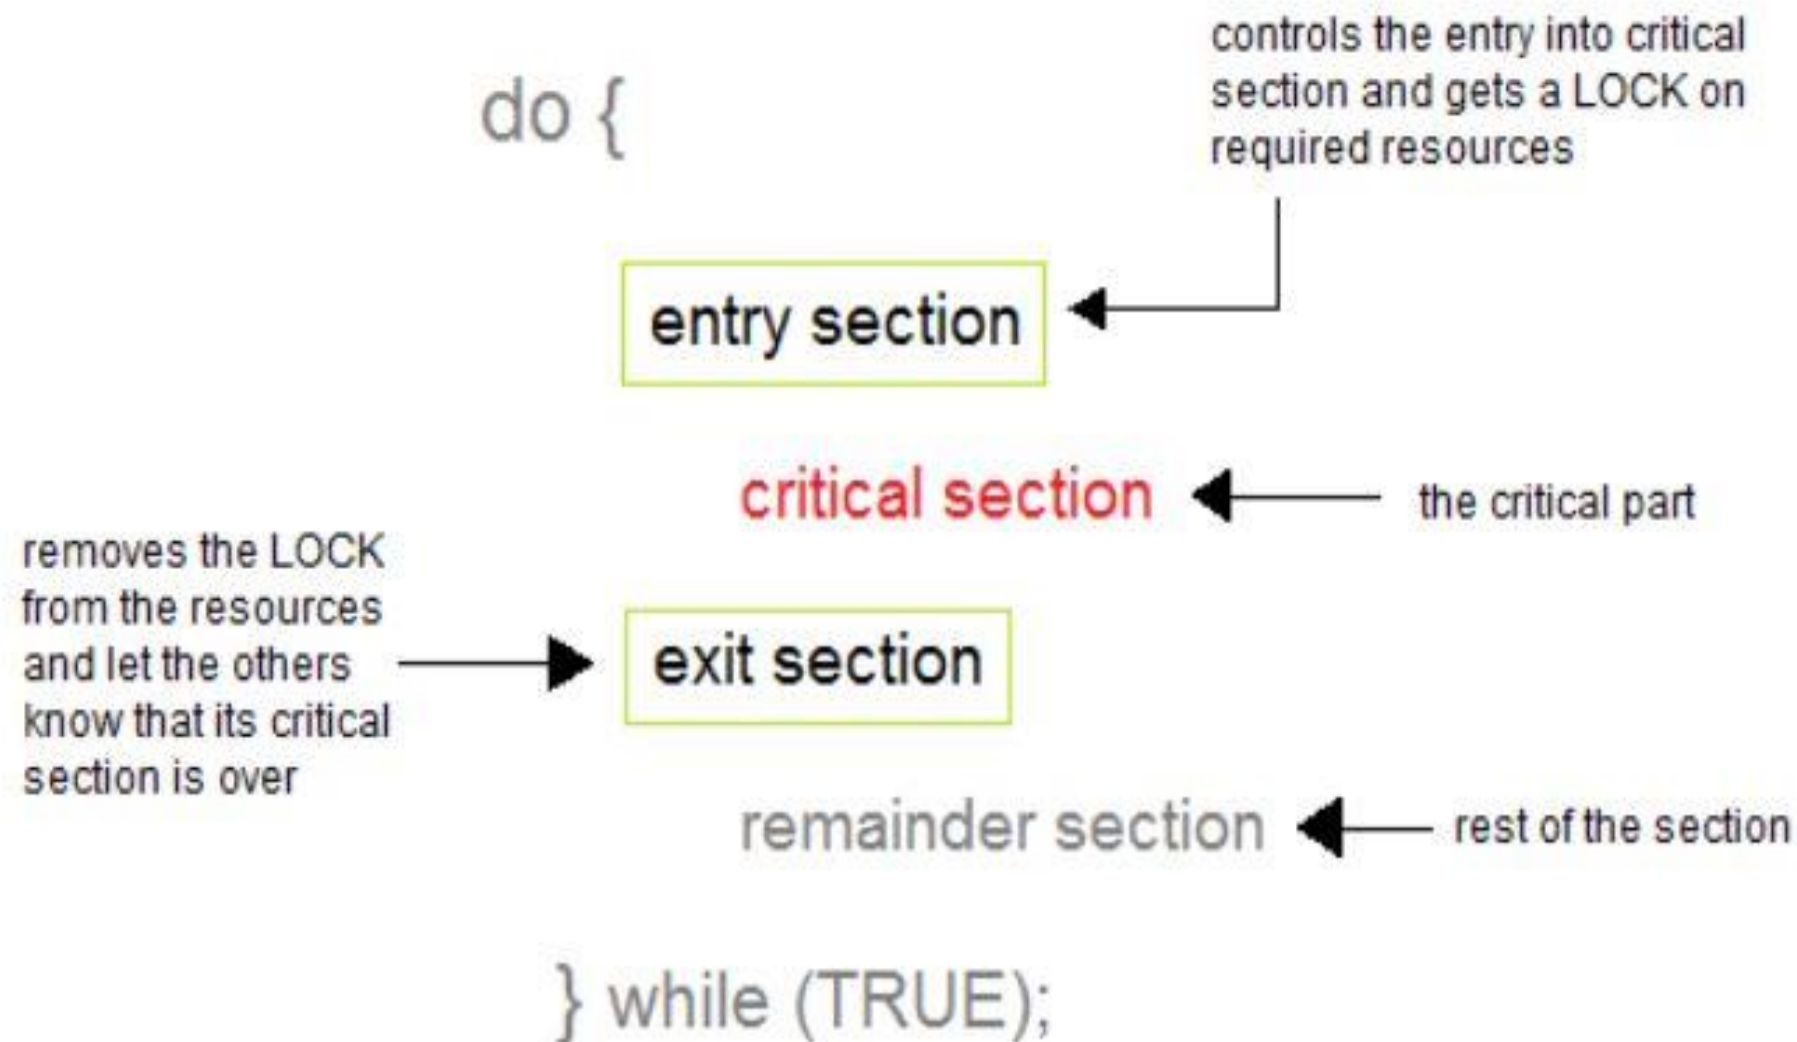 do {
controls the entry into critical
section and gets a LOCK on
required resources
entry section
critical section
the critical part
removes the LOCK
from the resources
and let the others
know that its critical
section is over
exit section
remainder section
rest of the section
} while (TRUE);